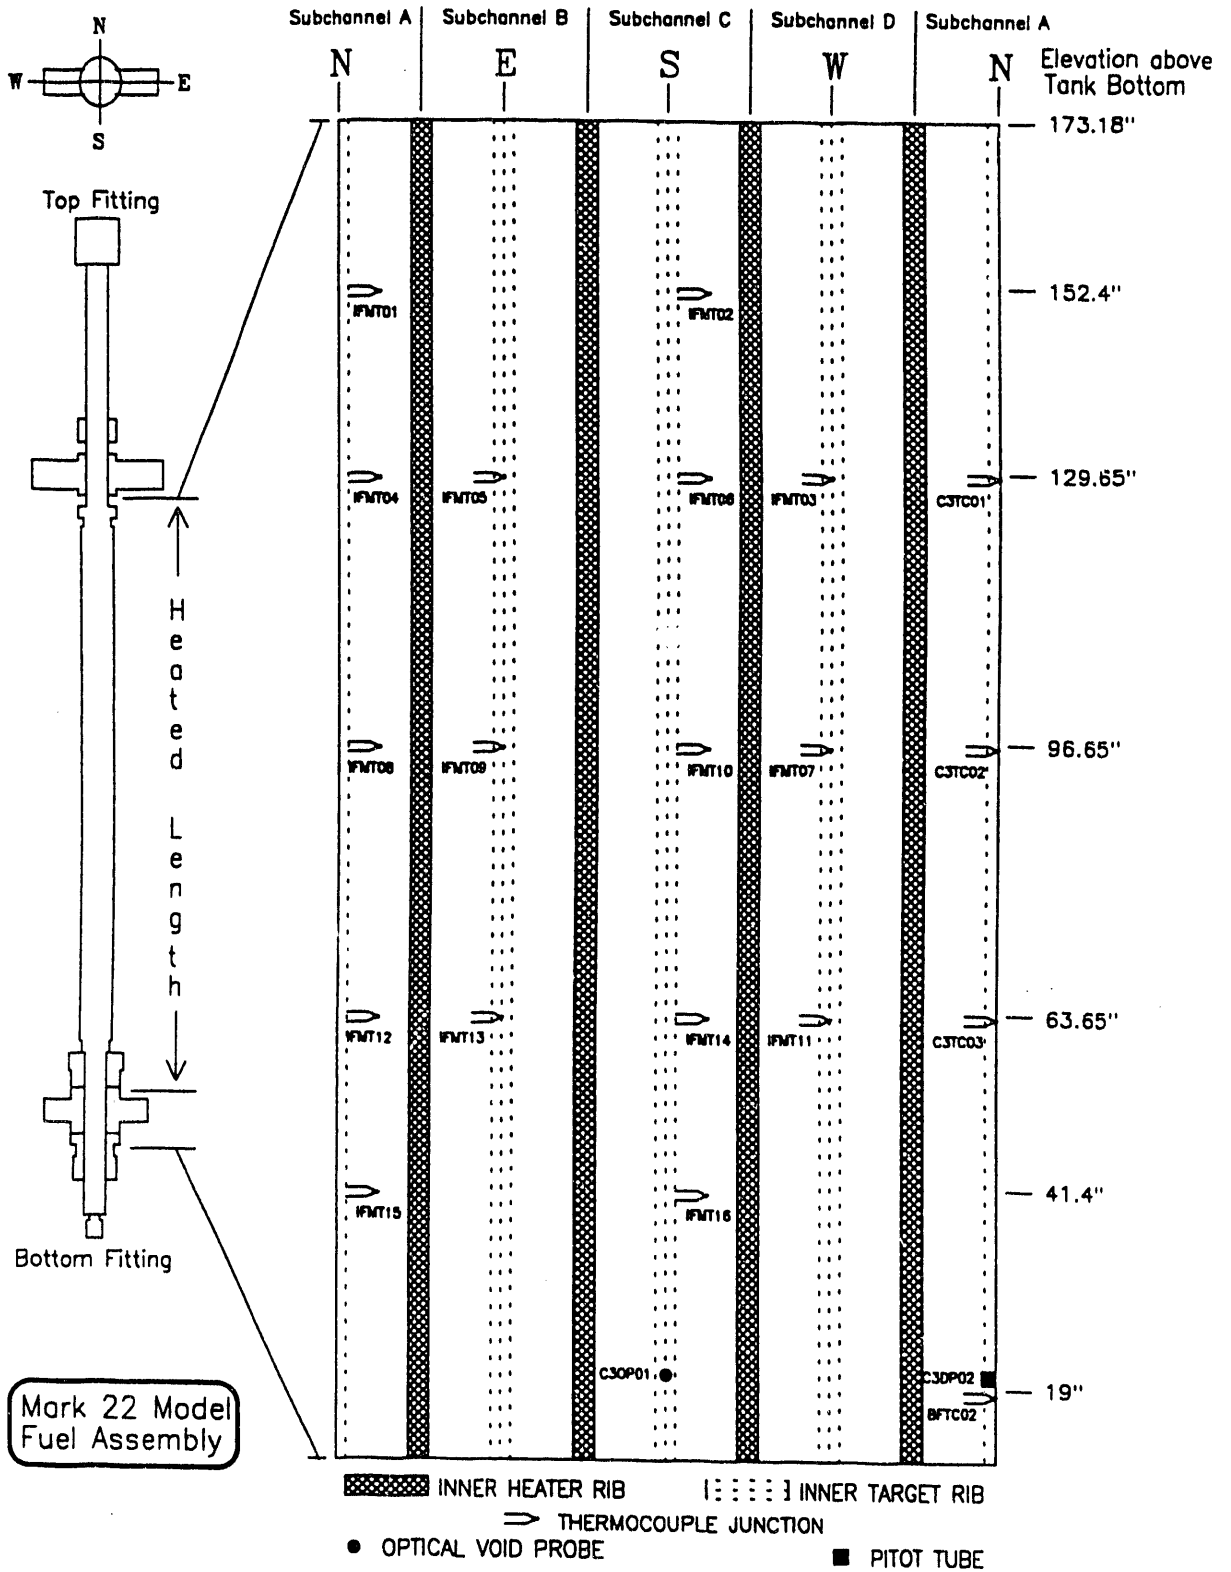 Subchannel A Subchannel B Subchannel C Subchannel D Subchannel A
N E S W N
Elevation above
Tank Bottom
N
W E
S
173.18"
Top Fitting
152.4"
IFMT01 IFMT02
129.65"
IFMT04 IFMT05 IFMT06 IFMT03 C3TC01
Heated Length
96.65"
IFMT08 IFMT09 IFMT10 IFMT07 C3TC02
63.65"
IFMT12 IFMT13 IFMT14 IFMT11 C3TC03
41.4"
IFMT15 IFMT16
Bottom Fitting
C3OP01 C3DP02
19"
BFTC02
Mark 22 Model
Fuel Assembly
INNER HEATER RIB INNER TARGET RIB
THERMOCOUPLE JUNCTION
OPTICAL VOID PROBE PITOT TUBE